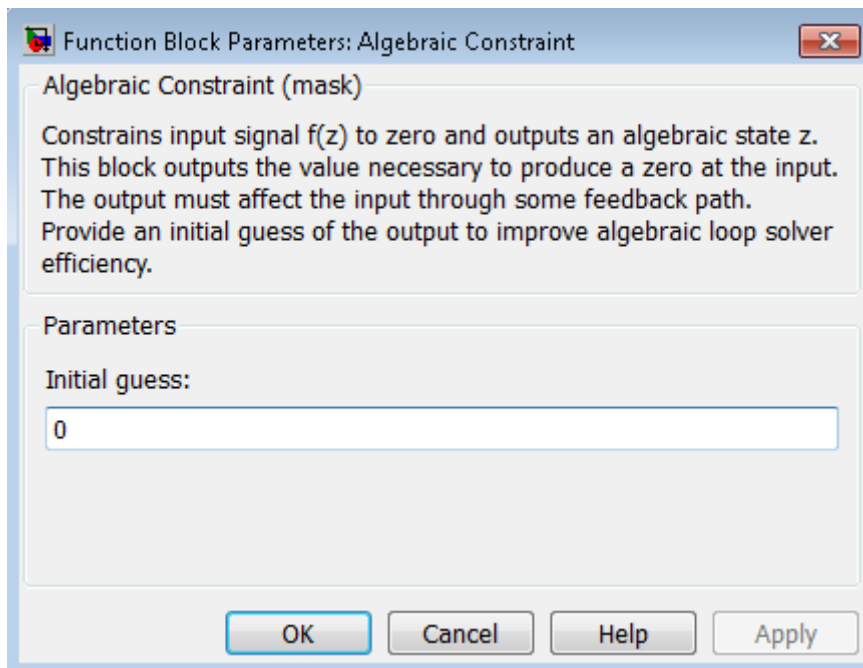 Function Block Parameters: Algebraic Constraint
Algebraic Constraint (mask)
Constrains input signal f(z) to zero and outputs an algebraic state z.
This block outputs the value necessary to produce a zero at the input.
The output must affect the input through some feedback path.
Provide an initial guess of the output to improve algebraic loop solver
efficiency.
Parameters
Initial guess:
0
OK Cancel Help Apply